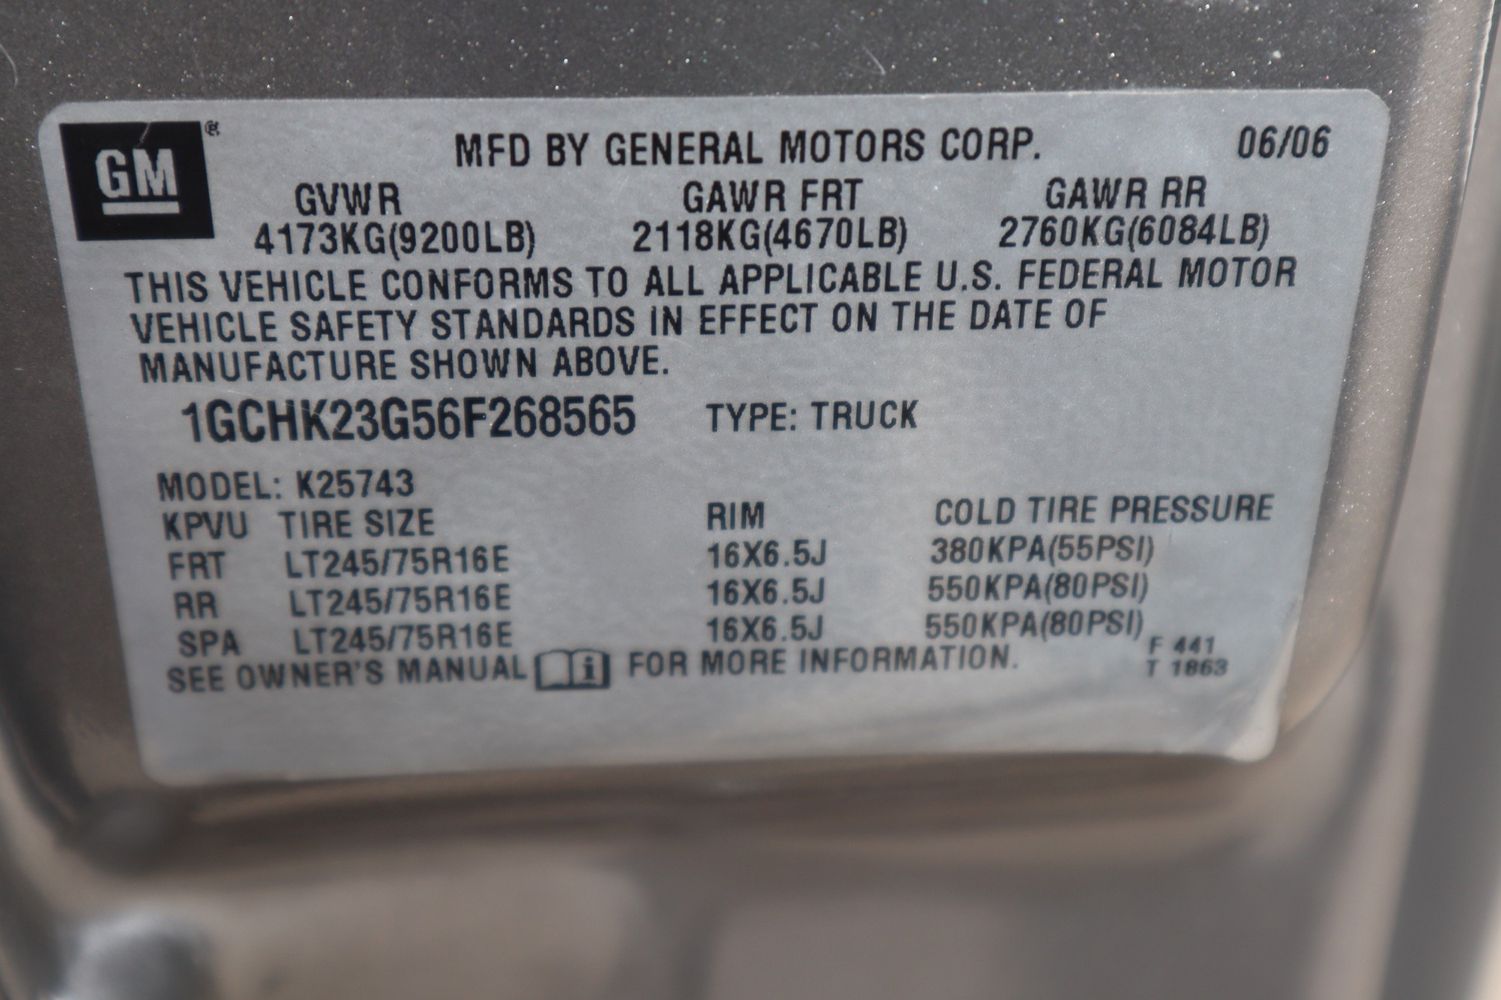 GM®
MFD BY GENERAL MOTORS CORP. 06/06
GVWR GAWR FRT GAWR RR
4173KG(9200LB) 2118KG(4670LB) 2760KG(6084LB)
THIS VEHICLE CONFORMS TO ALL APPLICABLE U.S. FEDERAL MOTOR
VEHICLE SAFETY STANDARDS IN EFFECT ON THE DATE OF
MANUFACTURE SHOWN ABOVE.
1GCHK23G56F268565 TYPE: TRUCK
MODEL: K25743
KPVU TIRE SIZE RIM COLD TIRE PRESSURE
FRT LT245/75R16E 16X6.5J 380KPA(55PSI)
RR LT245/75R16E 16X6.5J 550KPA(80PSI)
SPA LT245/75R16E 16X6.5J 550KPA(80PSI)
SEE OWNER'S MANUAL i FOR MORE INFORMATION.
F 441
T 1863